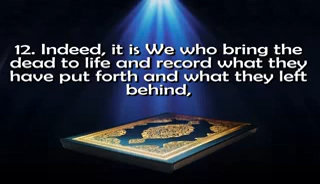 12. Indeed, it is We who bring the
dead to life and record what they
have put forth and what they left
behind,